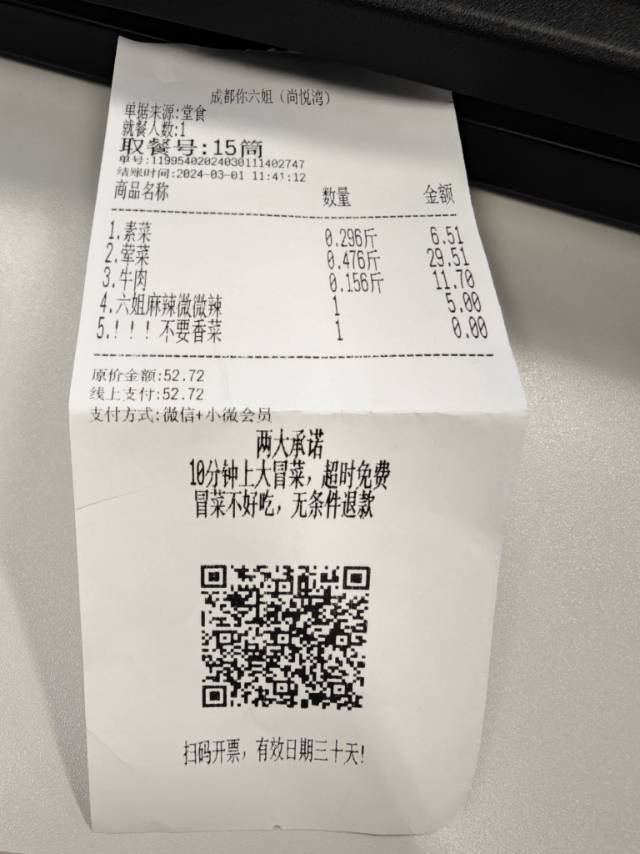 成都你六姐（尚悦湾）
单据来源:堂食
就餐人数:1
取餐号:15筒
单号:11995402024030111402747
结账时间:2024-03-01 11:41:12
商品名称 数量 金额
1.素菜 0.296斤 6.51
2.荤菜 0.476斤 29.51
3.牛肉 0.156斤 11.70
4.六姐麻辣微微辣 1 5.00
5.!!!不要香菜 1 0.00
原价金额:52.72
线上支付:52.72
支付方式:微信+小微会员
两大承诺
10分钟上大冒菜，超时免费
冒菜不好吃，无条件退款
扫码开票，有效日期三十天!